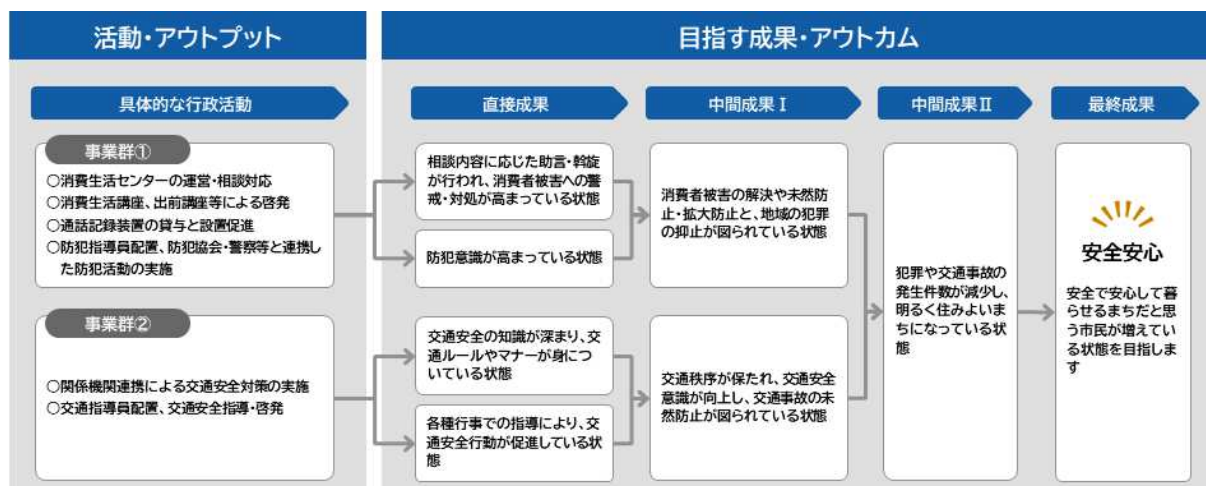 活動・アウトプット
目指す成果・アウトカム
具体的な行政活動
直接成果
中間成果Ⅰ
中間成果Ⅱ
最終成果
事業群①
○消費生活センターの運営・相談対応
○消費生活講座、出前講座等による啓発
○通話記録装置の貸与と設置促進
○防犯指導員配置、防犯協会・警察等と連携し
た防犯活動の実施
相談内容に応じた助言・斡旋
が行われ、消費者被害への警
戒・対処が高まっている状態
防犯意識が高まっている状態
消費者被害の解決や未然防
止・拡大防止と、地域の犯罪
の抑止が図られている状態
事業群②
○関係機関連携による交通安全対策の実施
○交通指導員配置、交通安全指導・啓発
交通安全の知識が深まり、交
通ルールやマナーが身につ
いている状態
各種行事での指導により、交
通安全行動が促進している状
態
交通秩序が保たれ、交通安全
意識が向上し、交通事故の未
然防止が図られている状態
犯罪や交通事故の
発生件数が減少し、
明るく住みよいま
ちになっている状
態
安全安心
安全で安心して暮
らせるまちだと思
う市民が増えてい
る状態を目指しま
す